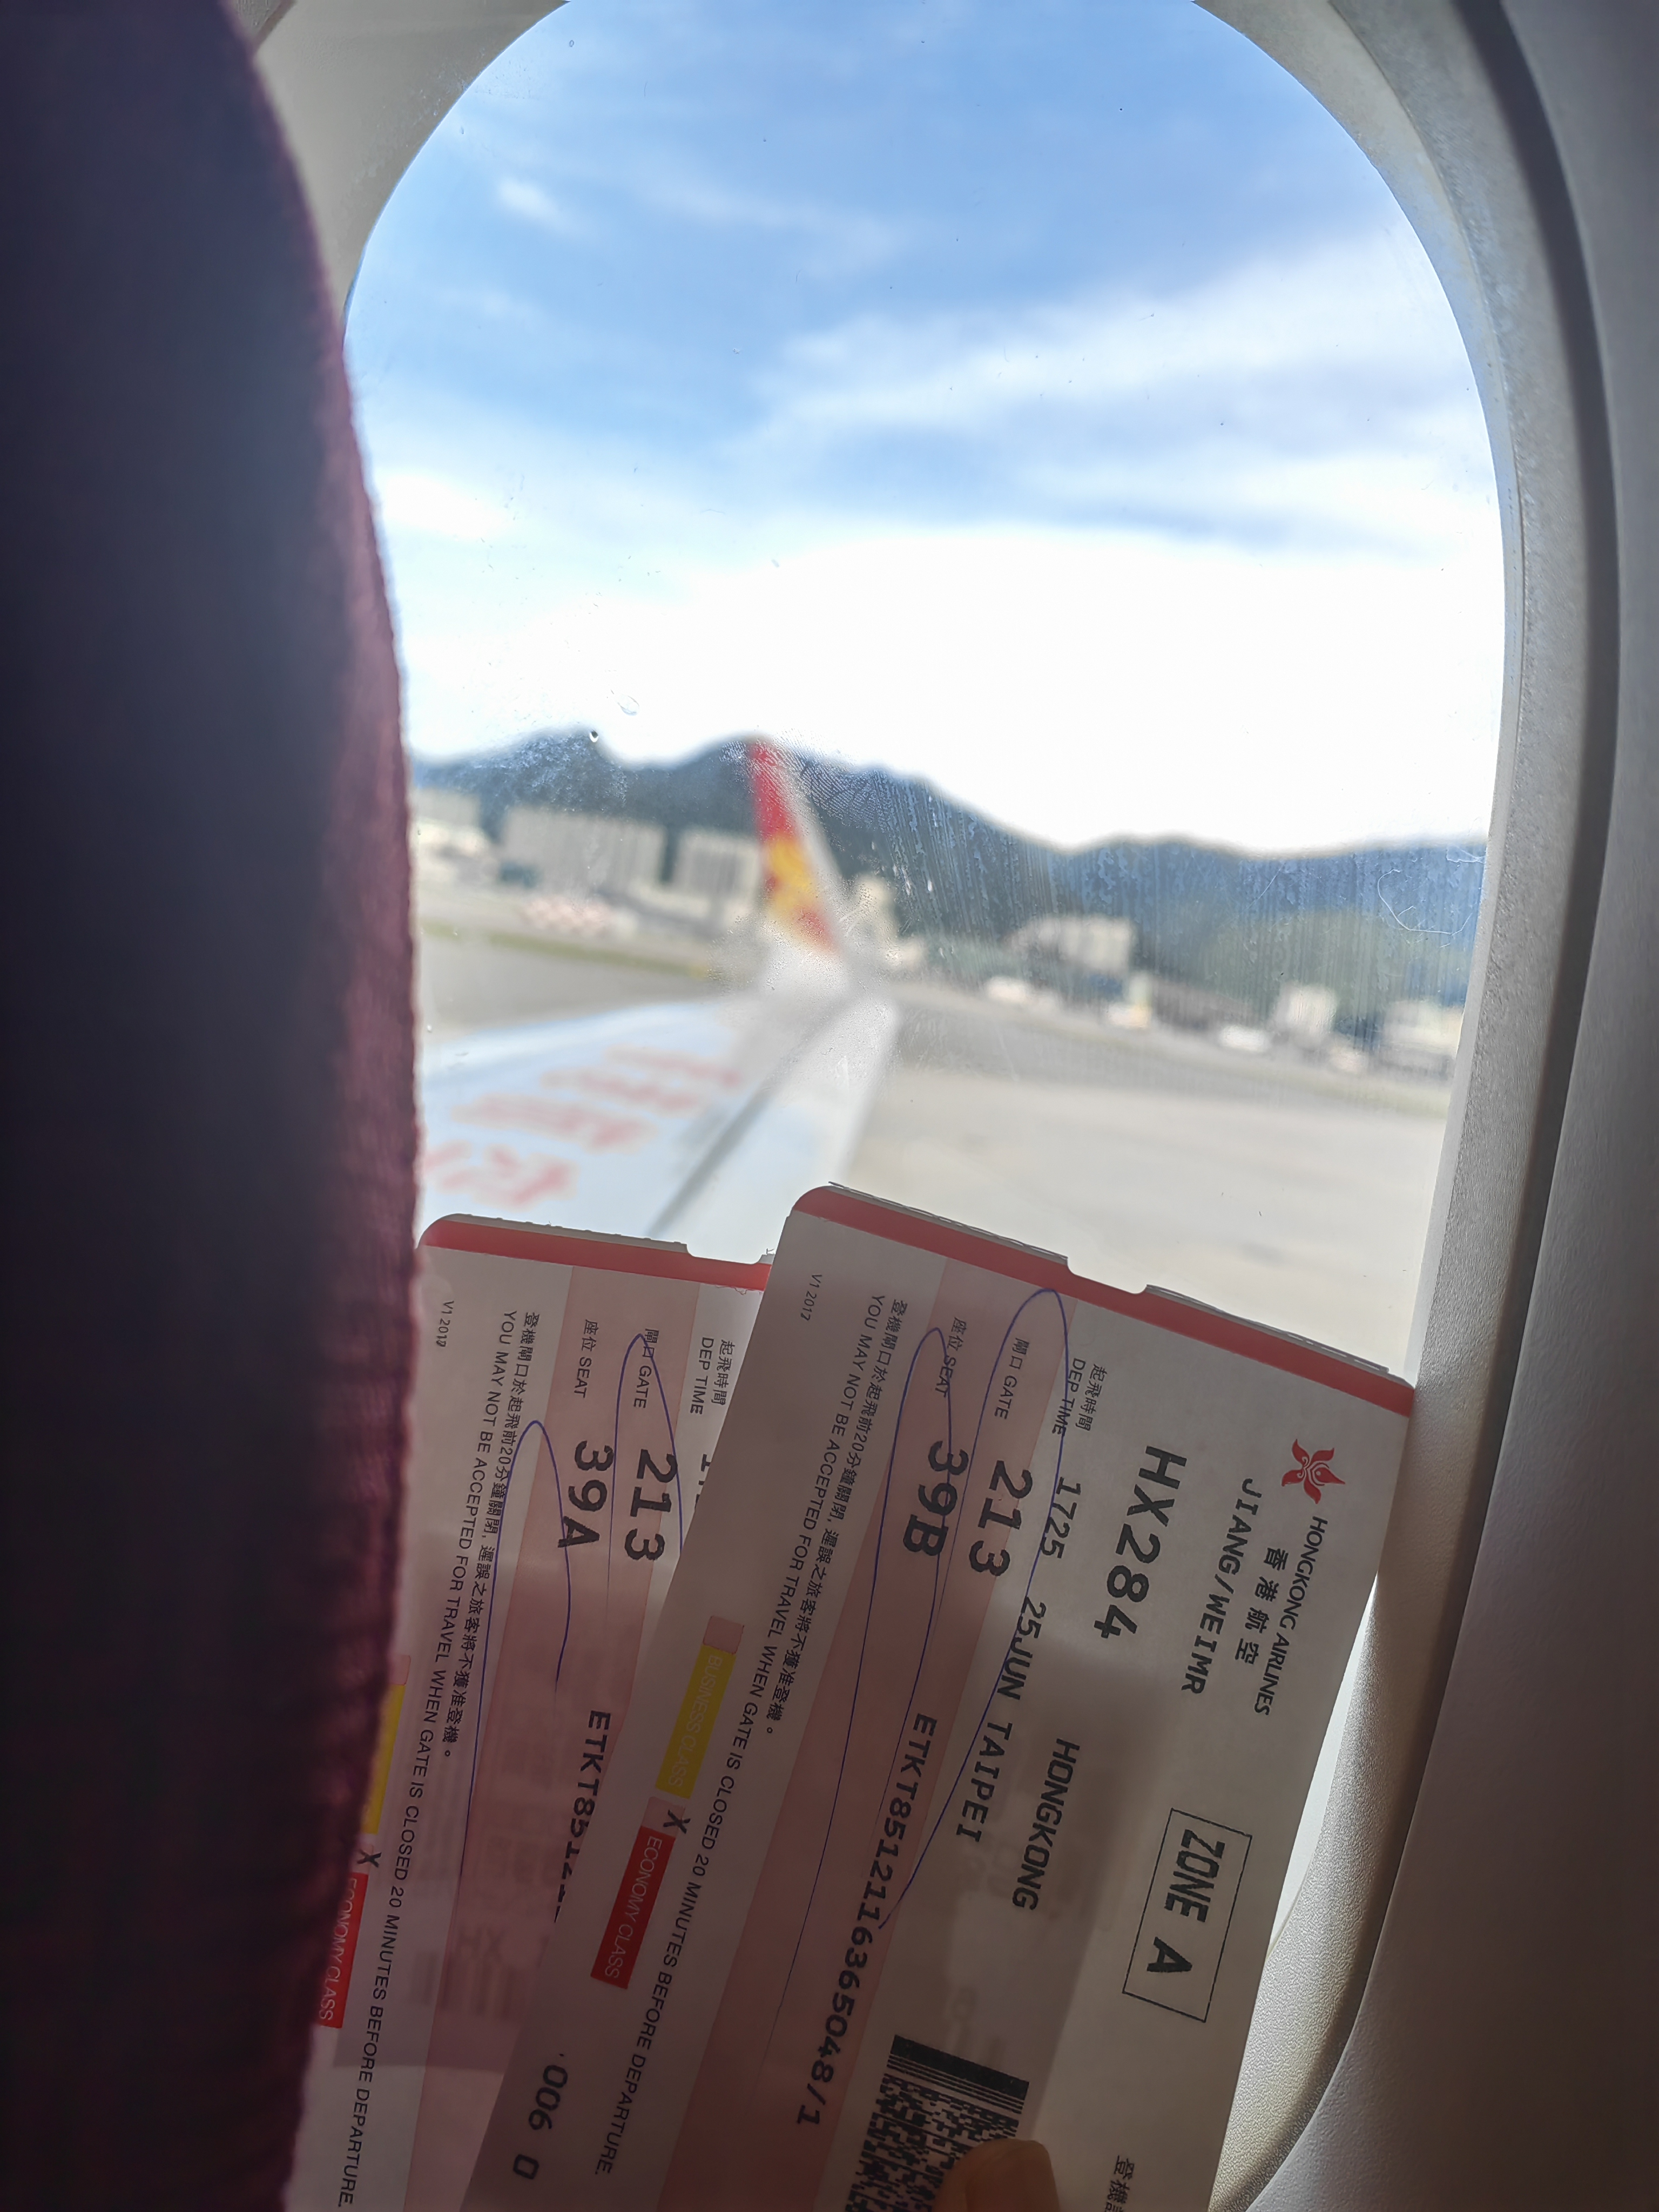 HONGKONG AIRLINES
香港航空
JIANG/WEIMR
ZONE A
HX284
HONGKONG
起飛時間
DEP TIME 1725 25JUN TAIPEI
閘口 GATE 213
座位 SEAT 39B ETKT8512116365048/1
登機閘口於起飛前20分鐘關閉, 遲誤之旅客將不獲准登機。
YOU MAY NOT BE ACCEPTED FOR TRAVEL WHEN GATE IS CLOSED 20 MINUTES BEFORE DEPARTURE.
BUSINESS CLASS X ECONOMY CLASS
V1 2017
起飛時間
DEP TIME
閘口 GATE 213
座位 SEAT 39A
006 0
登機閘口於起飛前20分鐘關閉, 遲誤之旅客將不獲准登機。
YOU MAY NOT BE ACCEPTED FOR TRAVEL WHEN GATE IS CLOSED 20 MINUTES BEFORE DEPARTURE.
X ECONOMY CLASS